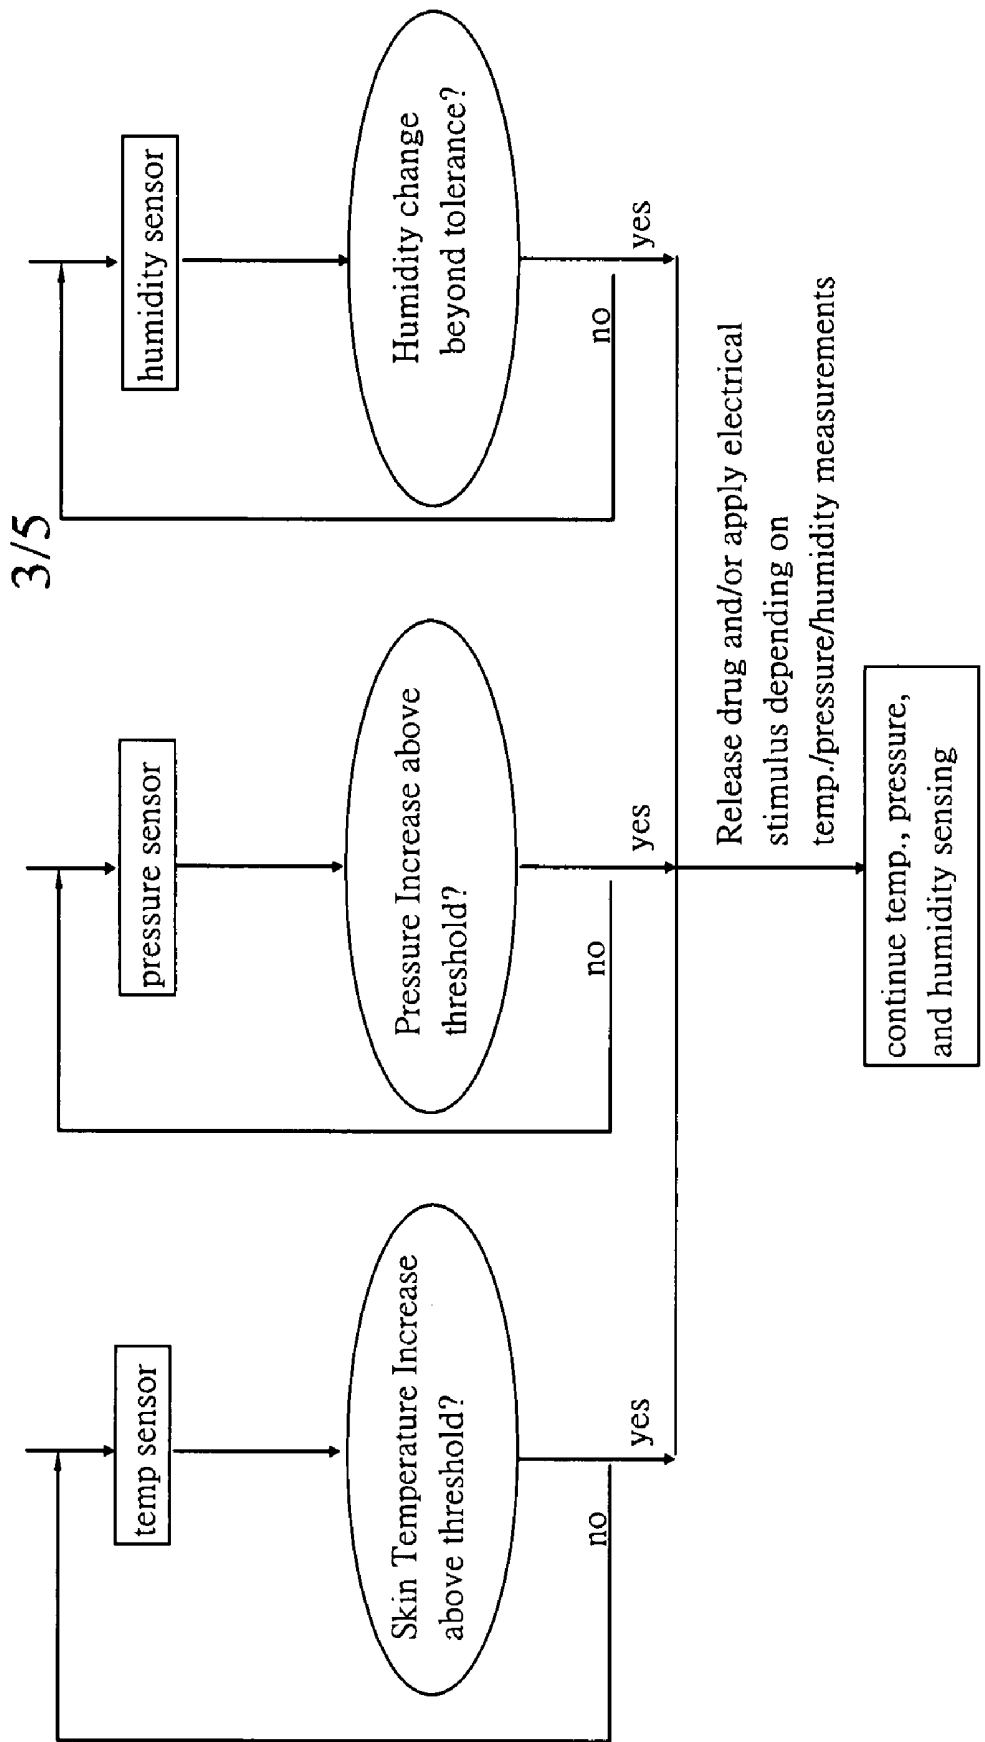 3/5
temp sensor
Skin Temperature Increase
above threshold?
no
yes
pressure sensor
Pressure Increase above
threshold?
no
yes
humidity sensor
Humidity change
beyond tolerance?
no
yes
Release drug and/or apply electrical
stimulus depending on
temp./pressure/humidity measurements
continue temp., pressure,
and humidity sensing